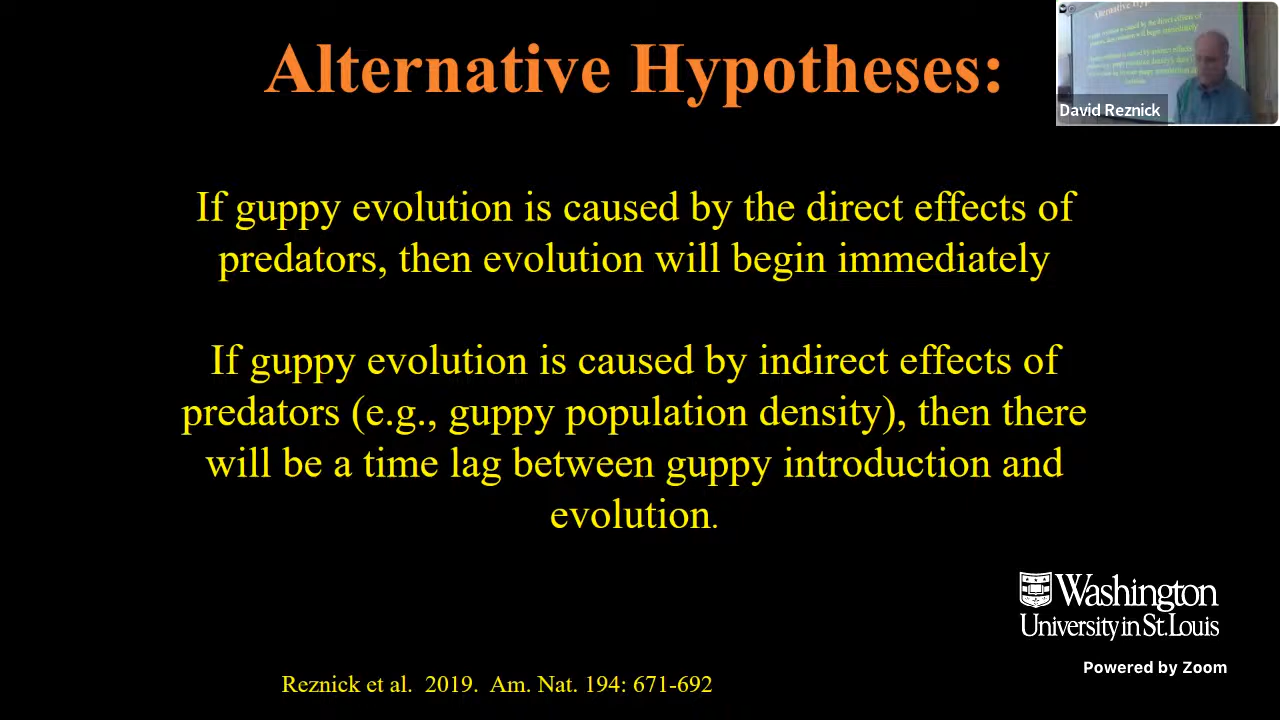 Alternative Hypotheses:
David Reznick
If guppy evolution is caused by the direct effects of
predators, then evolution will begin immediately
If guppy evolution is caused by indirect effects of
predators (e.g., guppy population density), then there
will be a time lag between guppy introduction and
evolution.
Washington
University in St. Louis
Powered by Zoom
Reznick et al.  2019.  Am. Nat. 194: 671-692